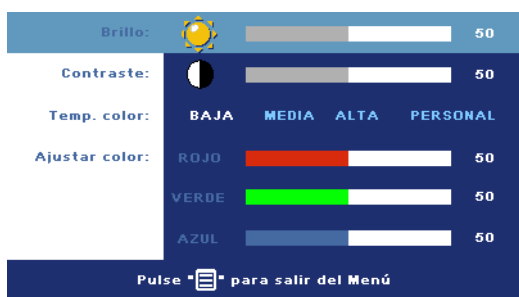 Brillo: 50
Contraste: 50
Temp. color: BAJA MEDIA ALTA PERSONAL
Ajustar color: ROJO 50
VERDE 50
AZUL 50
Pulse "" para salir del Menú